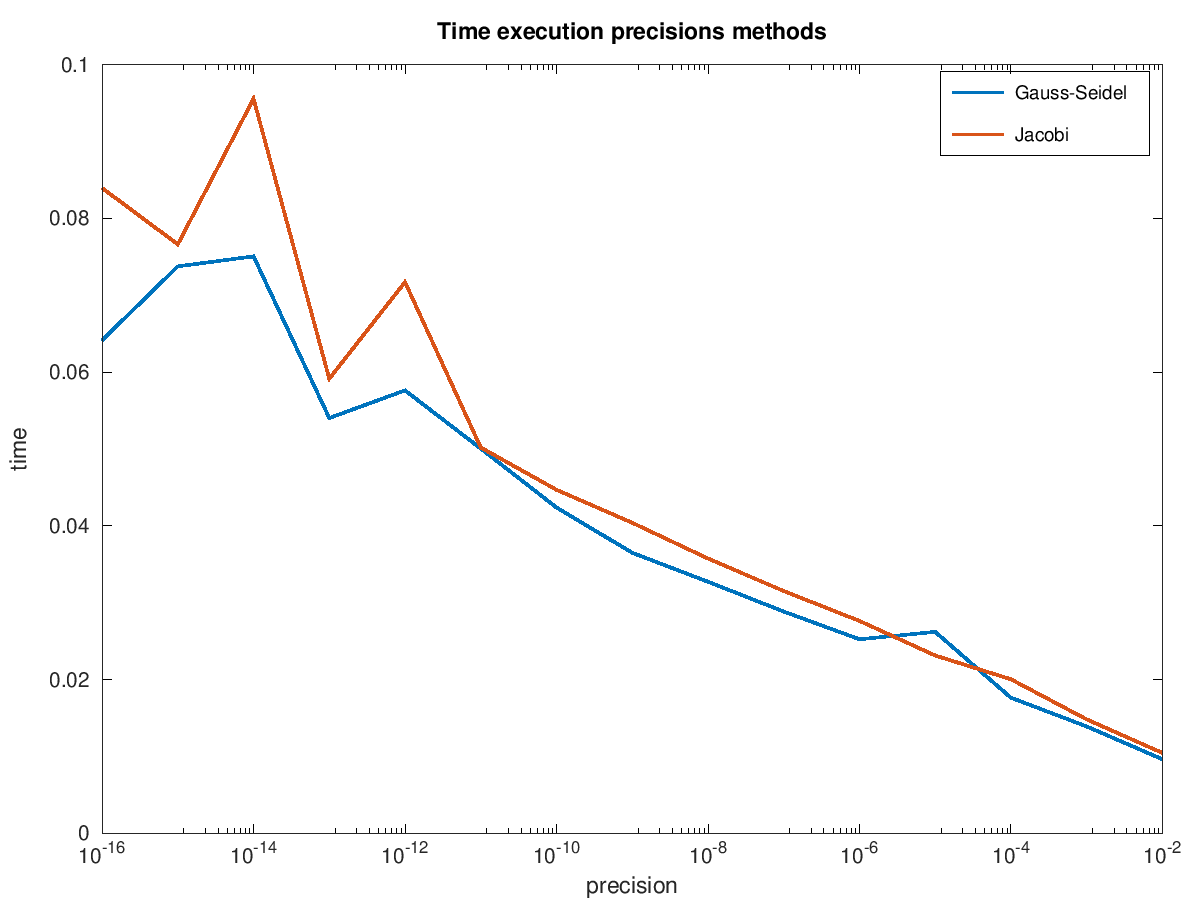 Time execution precisions methods
0.1
0.08
0.06
0.04
0.02
0
time
Gauss-Seidel
Jacobi
10^-16 10^-14 10^-12 10^-10 10^-8 10^-6 10^-4 10^-2
precision